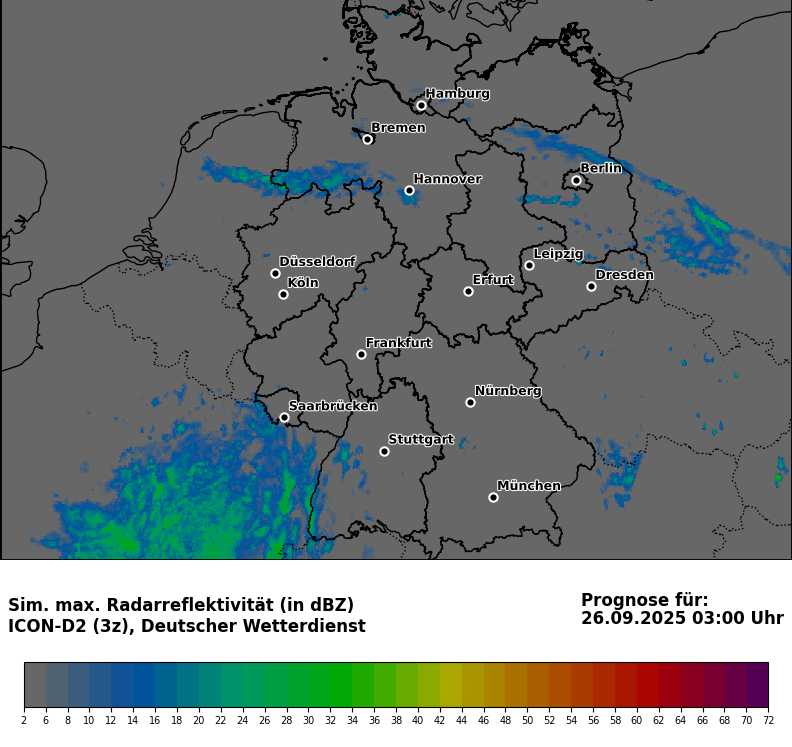 Hamburg
Bremen
Berlin
Hannover
Leipzig
Düsseldorf
Dresden
Köln
Erfurt
Frankfurt
Nürnberg
Saarbrücken
Stuttgart
München
Sim. max. Radarreflektivität (in dBZ)
ICON-D2 (3z), Deutscher Wetterdienst
Prognose für:
26.09.2025 03:00 Uhr
2 6 8 10 12 14 16 18 20 22 24 26 28 30 32 34 36 38 40 42 44 46 48 50 52 54 56 58 60 62 64 66 68 70 72